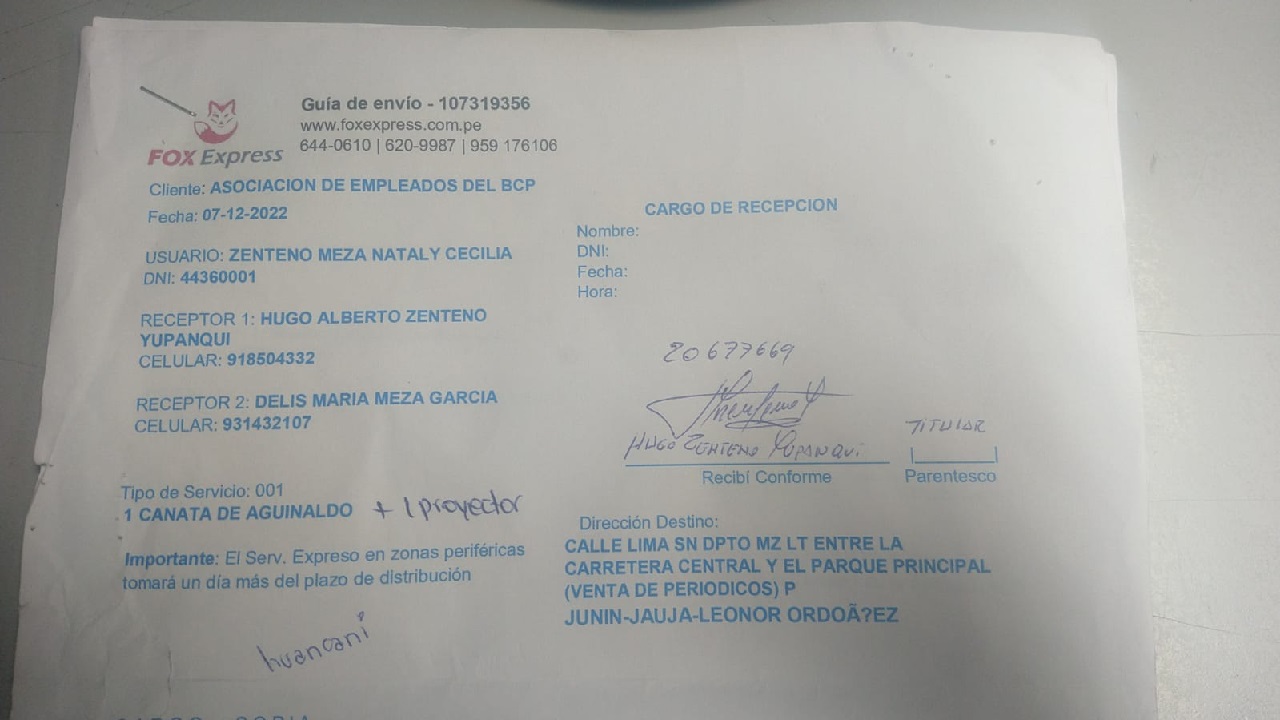 Guía de envío - 107319356
www.foxexpress.com.pe
644-0610 | 620-9987 | 959 176106
FOX Express
Cliente: ASOCIACION DE EMPLEADOS DEL BCP
Fecha: 07-12-2022
USUARIO: ZENTENO MEZA NATALY CECILIA
DNI: 44360001
RECEPTOR 1: HUGO ALBERTO ZENTENO
YUPANQUI
CELULAR: 918504332
RECEPTOR 2: DELIS MARIA MEZA GARCIA
CELULAR: 931432107
Tipo de Servicio: 001
1 CANATA DE AGUINALDO + 1 proyector
Importante: El Serv. Expreso en zonas periféricas
tomará un día más del plazo de distribución
huancani
CARGO DE RECEPCION
Nombre:
DNI:
Fecha:
Hora:
20677669
HUGO ZENTENO YUPANQUI
TITULAR
Recibí Conforme
Parentesco
Dirección Destino:
CALLE LIMA SN DPTO MZ LT ENTRE LA
CARRETERA CENTRAL Y EL PARQUE PRINCIPAL
(VENTA DE PERIODICOS) P
JUNIN-JAUJA-LEONOR ORDOÃ?EZ